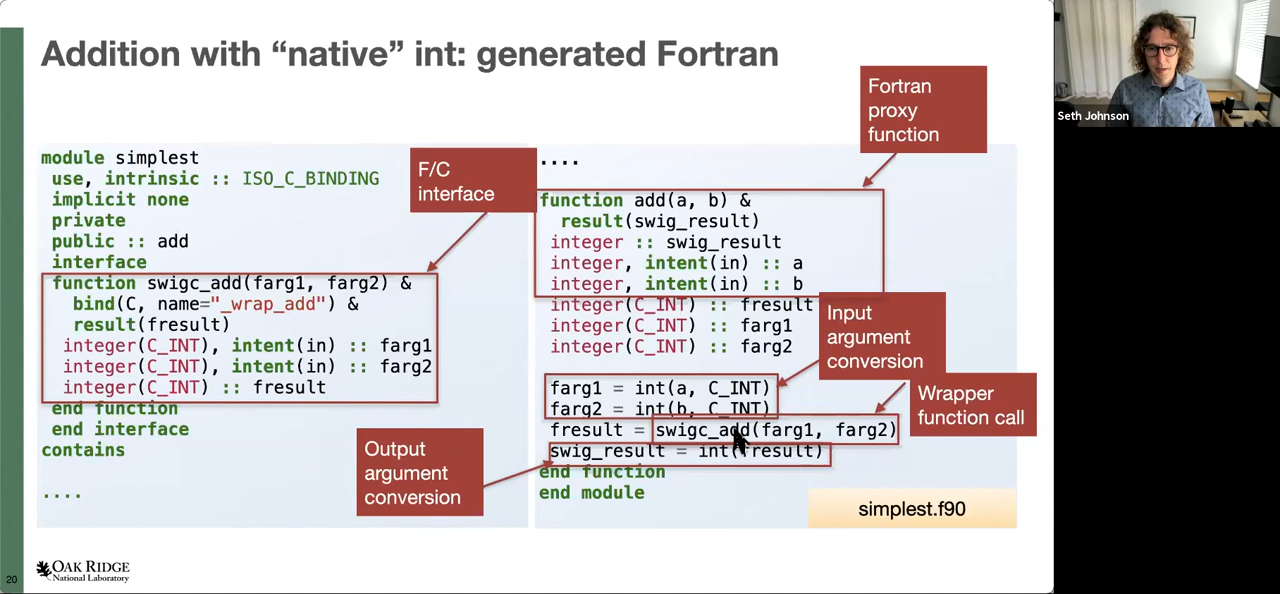 Addition with “native” int: generated Fortran
module simplest
use, intrinsic :: ISO_C_BINDING
implicit none
private
public :: add
interface
function swigc_add(farg1, farg2) &
bind(C, name="_wrap_add") &
result(fresult)
integer(C_INT), intent(in) :: farg1
integer(C_INT), intent(in) :: farg2
integer(C_INT) :: fresult
end function
end interface
contains
....
F/C
interface
Output
argument
conversion
....
function add(a, b) &
result(swig_result)
integer :: swig_result
integer, intent(in) :: a
integer, intent(in) :: b
integer(C_INT) :: fresult
integer(C_INT) :: farg1
integer(C_INT) :: farg2
farg1 = int(a, C_INT)
farg2 = int(b, C_INT)
fresult = swigc_add(farg1, farg2)
swig_result = int(fresult)
end function
end module
Fortran
proxy
function
Input
argument
conversion
Wrapper
function call
simplest.f90
20
OAK RIDGE
National Laboratory
Seth Johnson